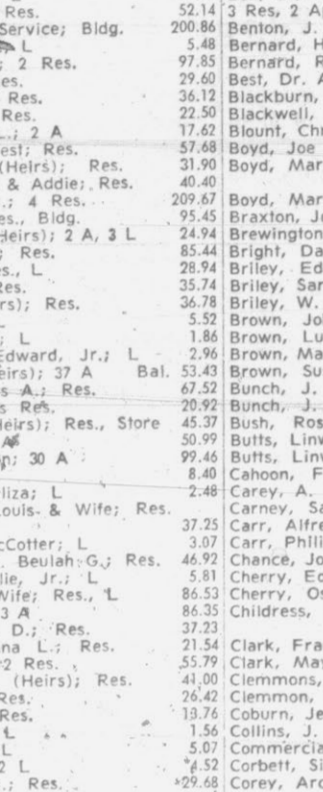 Res. 52.14
Service; Bldg. 200.86
L 5.48
; 2 Res. 97.85
es. 29.60
Res. 36.12
Res. 22.50
.; 2 A 17.62
est; Res. 57.68
(Heirs); Res. 31.90
& Addie; Res. 40.40
.; 4 Res. 209.67
es., Bldg. 95.45
Heirs); 2 A, 3 L 24.94
; Res. 85.44
s., L 28.94
Res. 35.74
rs); Res. 36.78
5.52
; L 1.86
Edward, Jr.; L 2.96
eirs); 37 A Bal. 53.43
s A.; Res. 67.52
s Res. 20.92
Heirs); Res., Store 45.37
50.99
n; 30 A 99.46
8.40
liza; L 2.48
Louis & Wife; Res.
37.25
cCotter; L 3.07
. Beulah G.; Res. 46.92
lie, Jr.; L 5.81
Wife; Res., L 86.53
3 A 86.35
D.; Res. 37.23
na L.; Res. 21.54
2 Res. 55.79
(Heirs); Res. 41.00
Res. 26.42
Res. 13.76
L 1.56
L 5.07
2 L 4.52
.; Res. 29.68
3 Res, 2 A
Benton, J.
Bernard, H
Bernard, R
Best, Dr. A
Blackburn,
Blackwell,
Blount, Chr
Boyd, Joe
Boyd, Mar
Boyd, Mar
Braxton, Jo
Brewington
Bright, Da
Briley, Ed
Briley, Sar
Briley, W.
Brown, Jo
Brown, Lu
Brown, Ma
Brown, Su
Bunch, J.
Bunch, J.
Bush, Ros
Butts, Linw
Butts, Linw
Cahoon, F
Carey, A.
Carney, Sa
Carr, Alfre
Carr, Philli
Chance, Jo
Cherry, Ed
Cherry, Os
Childress,
Clark, Fra
Clark, May
Clemmons,
Clemmon,
Coburn, Je
Collins, J.
Commercia
Corbett, Si
Corey, Arc